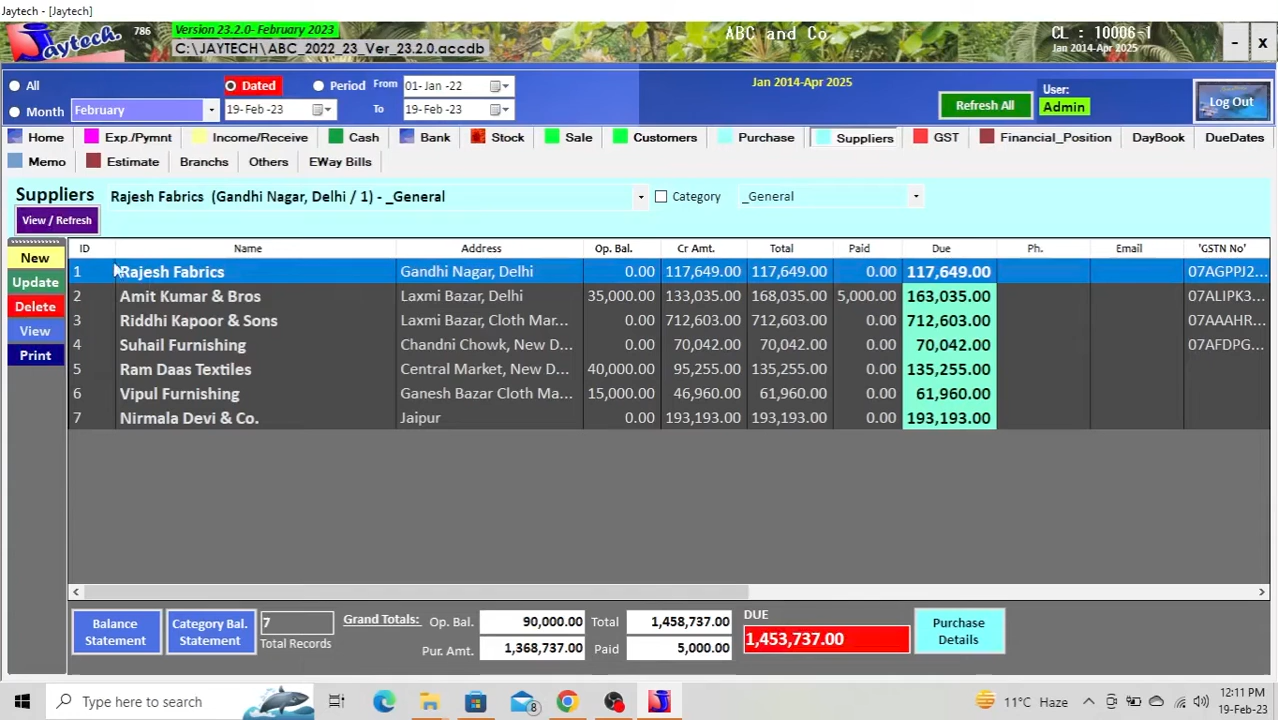 Jaytech - [Jaytech]
Jaytech.
786
Version 23.2.0- February 2023
C:\JAYTECH\ABC_2022_23_Ver_23.2.0.accdb
ABC and Co.
CL : 10006-1
Jan 2014-Apr 2025
All
Dated
Period
From
01- Jan -22
Jan 2014-Apr 2025
Month
February
19- Feb -23
To
19- Feb -23
Refresh All
User:
Admin
Log Out
Home Exp./Pymnt Income/Receive Cash Bank Stock Sale Customers Purchase Suppliers GST Financial_Position DayBook DueDates
Memo Estimate Branchs Others EWay Bills
Suppliers
Rajesh Fabrics (Gandhi Nagar, Delhi / 1) - _General
Category
_General
View / Refresh
New
Update
Delete
View
Print
ID Name Address Op. Bal. Cr Amt. Total Paid Due Ph. Email 'GSTN No'
1 Rajesh Fabrics Gandhi Nagar, Delhi 0.00 117,649.00 117,649.00 0.00 117,649.00 07AGPPJ2...
2 Amit Kumar & Bros Laxmi Bazar, Delhi 35,000.00 133,035.00 168,035.00 5,000.00 163,035.00 07ALIPK3...
3 Riddhi Kapoor & Sons Laxmi Bazar, Cloth Mar... 0.00 712,603.00 712,603.00 0.00 712,603.00 07AAAHR...
4 Suhail Furnishing Chandni Chowk, New D... 0.00 70,042.00 70,042.00 0.00 70,042.00 07AFDPG...
5 Ram Daas Textiles Central Market, New D... 40,000.00 95,255.00 135,255.00 0.00 135,255.00
6 Vipul Furnishing Ganesh Bazar Cloth Ma... 15,000.00 46,960.00 61,960.00 0.00 61,960.00
7 Nirmala Devi & Co. Jaipur 0.00 193,193.00 193,193.00 0.00 193,193.00
Balance Statement
Category Bal. Statement
7
Total Records
Grand Totals:
Op. Bal. 90,000.00 Total 1,458,737.00
Pur. Amt. 1,368,737.00 Paid 5,000.00
DUE
1,453,737.00
Purchase Details
Type here to search
8
11°C Haze
12:11 PM
19-Feb-23